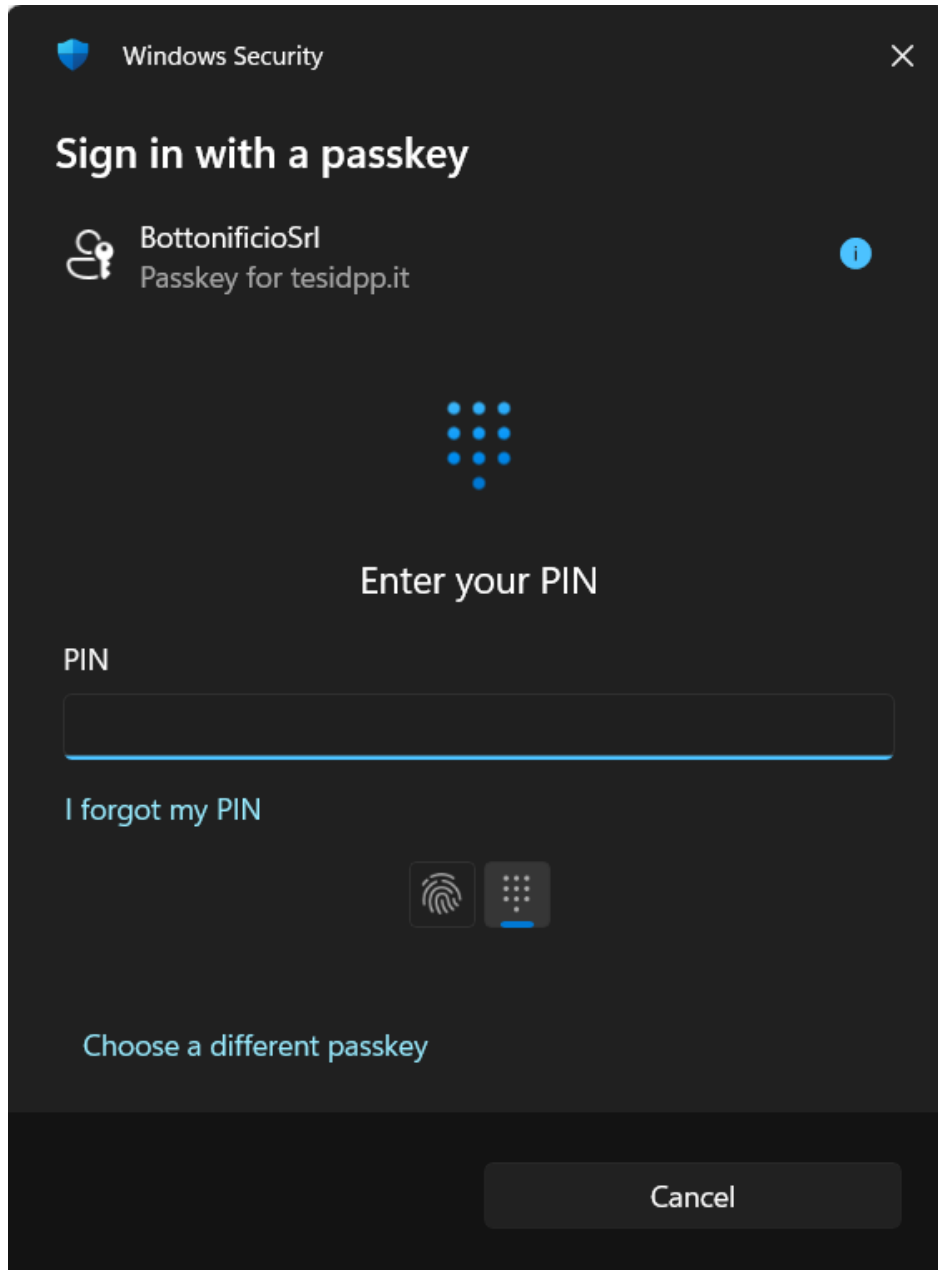 Windows Security
Sign in with a passkey
BottonificioSrl
Passkey for tesidpp.it
i
Enter your PIN
PIN
I forgot my PIN
Choose a different passkey
Cancel